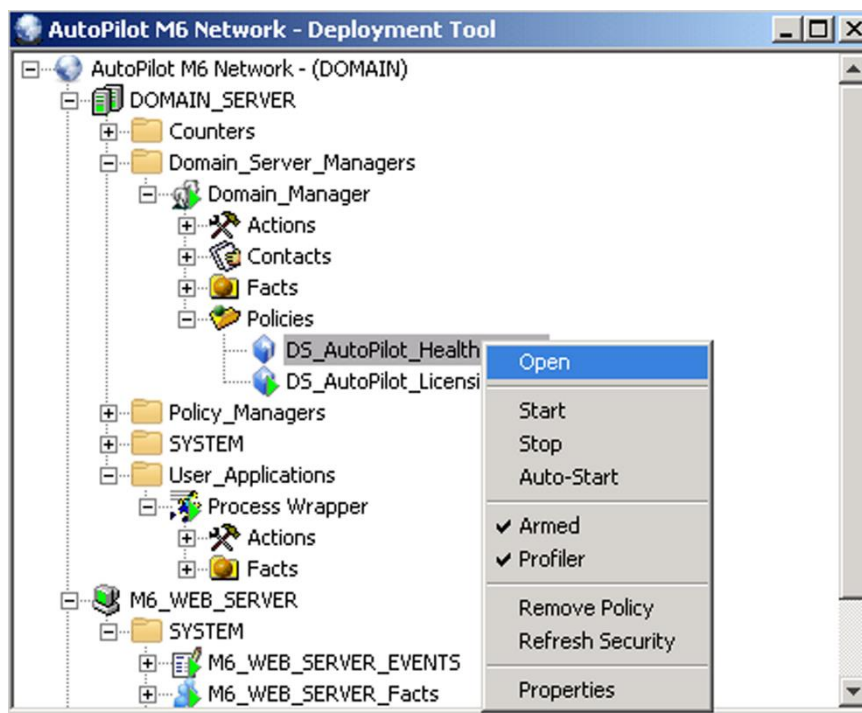 AutoPilot M6 Network - Deployment Tool
AutoPilot M6 Network - (DOMAIN)
DOMAIN_SERVER
Counters
Domain_Server_Managers
Domain_Manager
Actions
Contacts
Facts
Policies
DS_AutoPilot_Health
DS_AutoPilot_Licensi
Policy_Managers
SYSTEM
User_Applications
Process Wrapper
Actions
Facts
M6_WEB_SERVER
SYSTEM
M6_WEB_SERVER_EVENTS
M6_WEB_SERVER_Facts
Open
Start
Stop
Auto-Start
Armed
Profiler
Remove Policy
Refresh Security
Properties